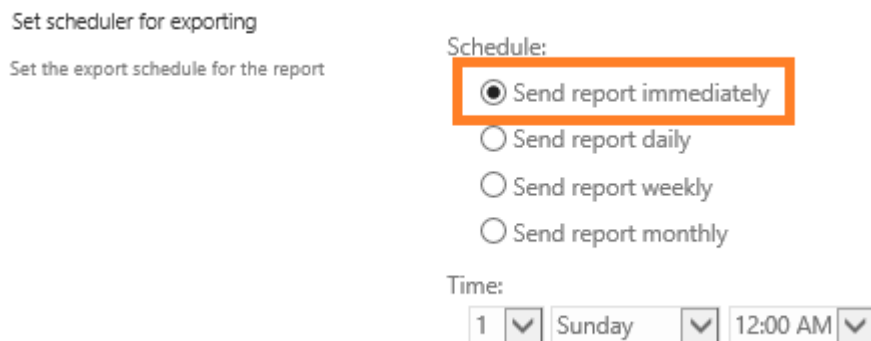 Set scheduler for exporting
Set the export schedule for the report
Schedule:
Send report immediately
Send report daily
Send report weekly
Send report monthly
Time:
1 Sunday 12:00 AM